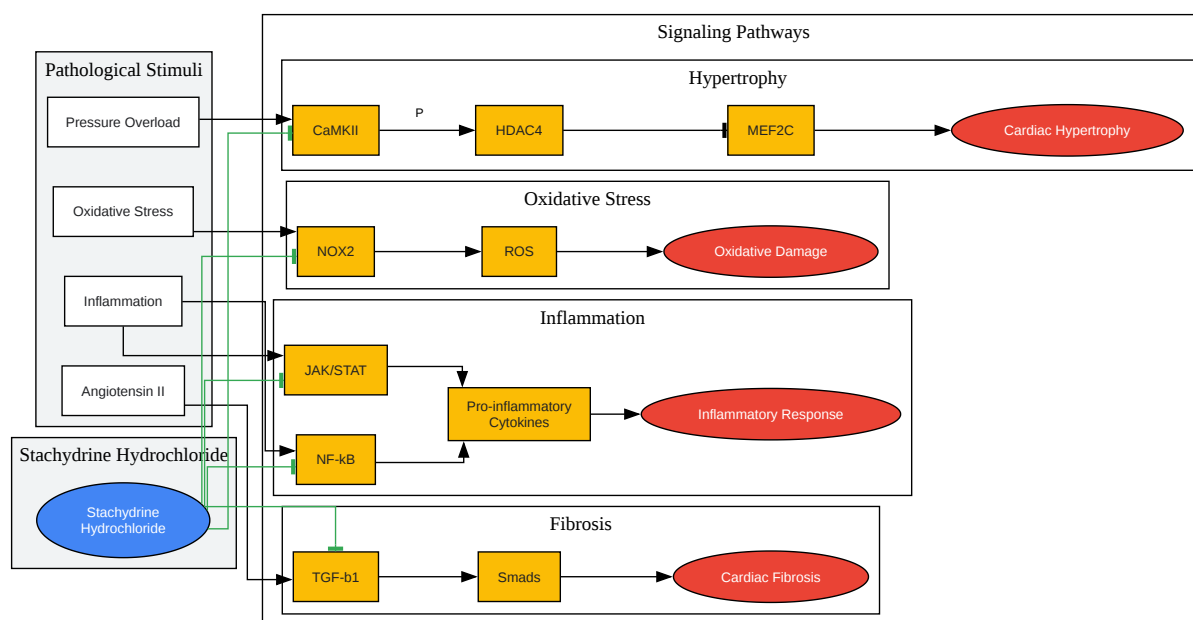 Signaling Pathways
Pathological Stimuli
Pressure Overload
Oxidative Stress
Inflammation
Angiotensin II
Stachydrine Hydrochloride
Stachydrine
Hydrochloride
Hypertrophy
CaMKII
P
HDAC4
MEF2C
Cardiac Hypertrophy
Oxidative Stress
NOX2
ROS
Oxidative Damage
Inflammation
JAK/STAT
NF-kB
Pro-inflammatory
Cytokines
Inflammatory Response
Fibrosis
TGF-b1
Smads
Cardiac Fibrosis